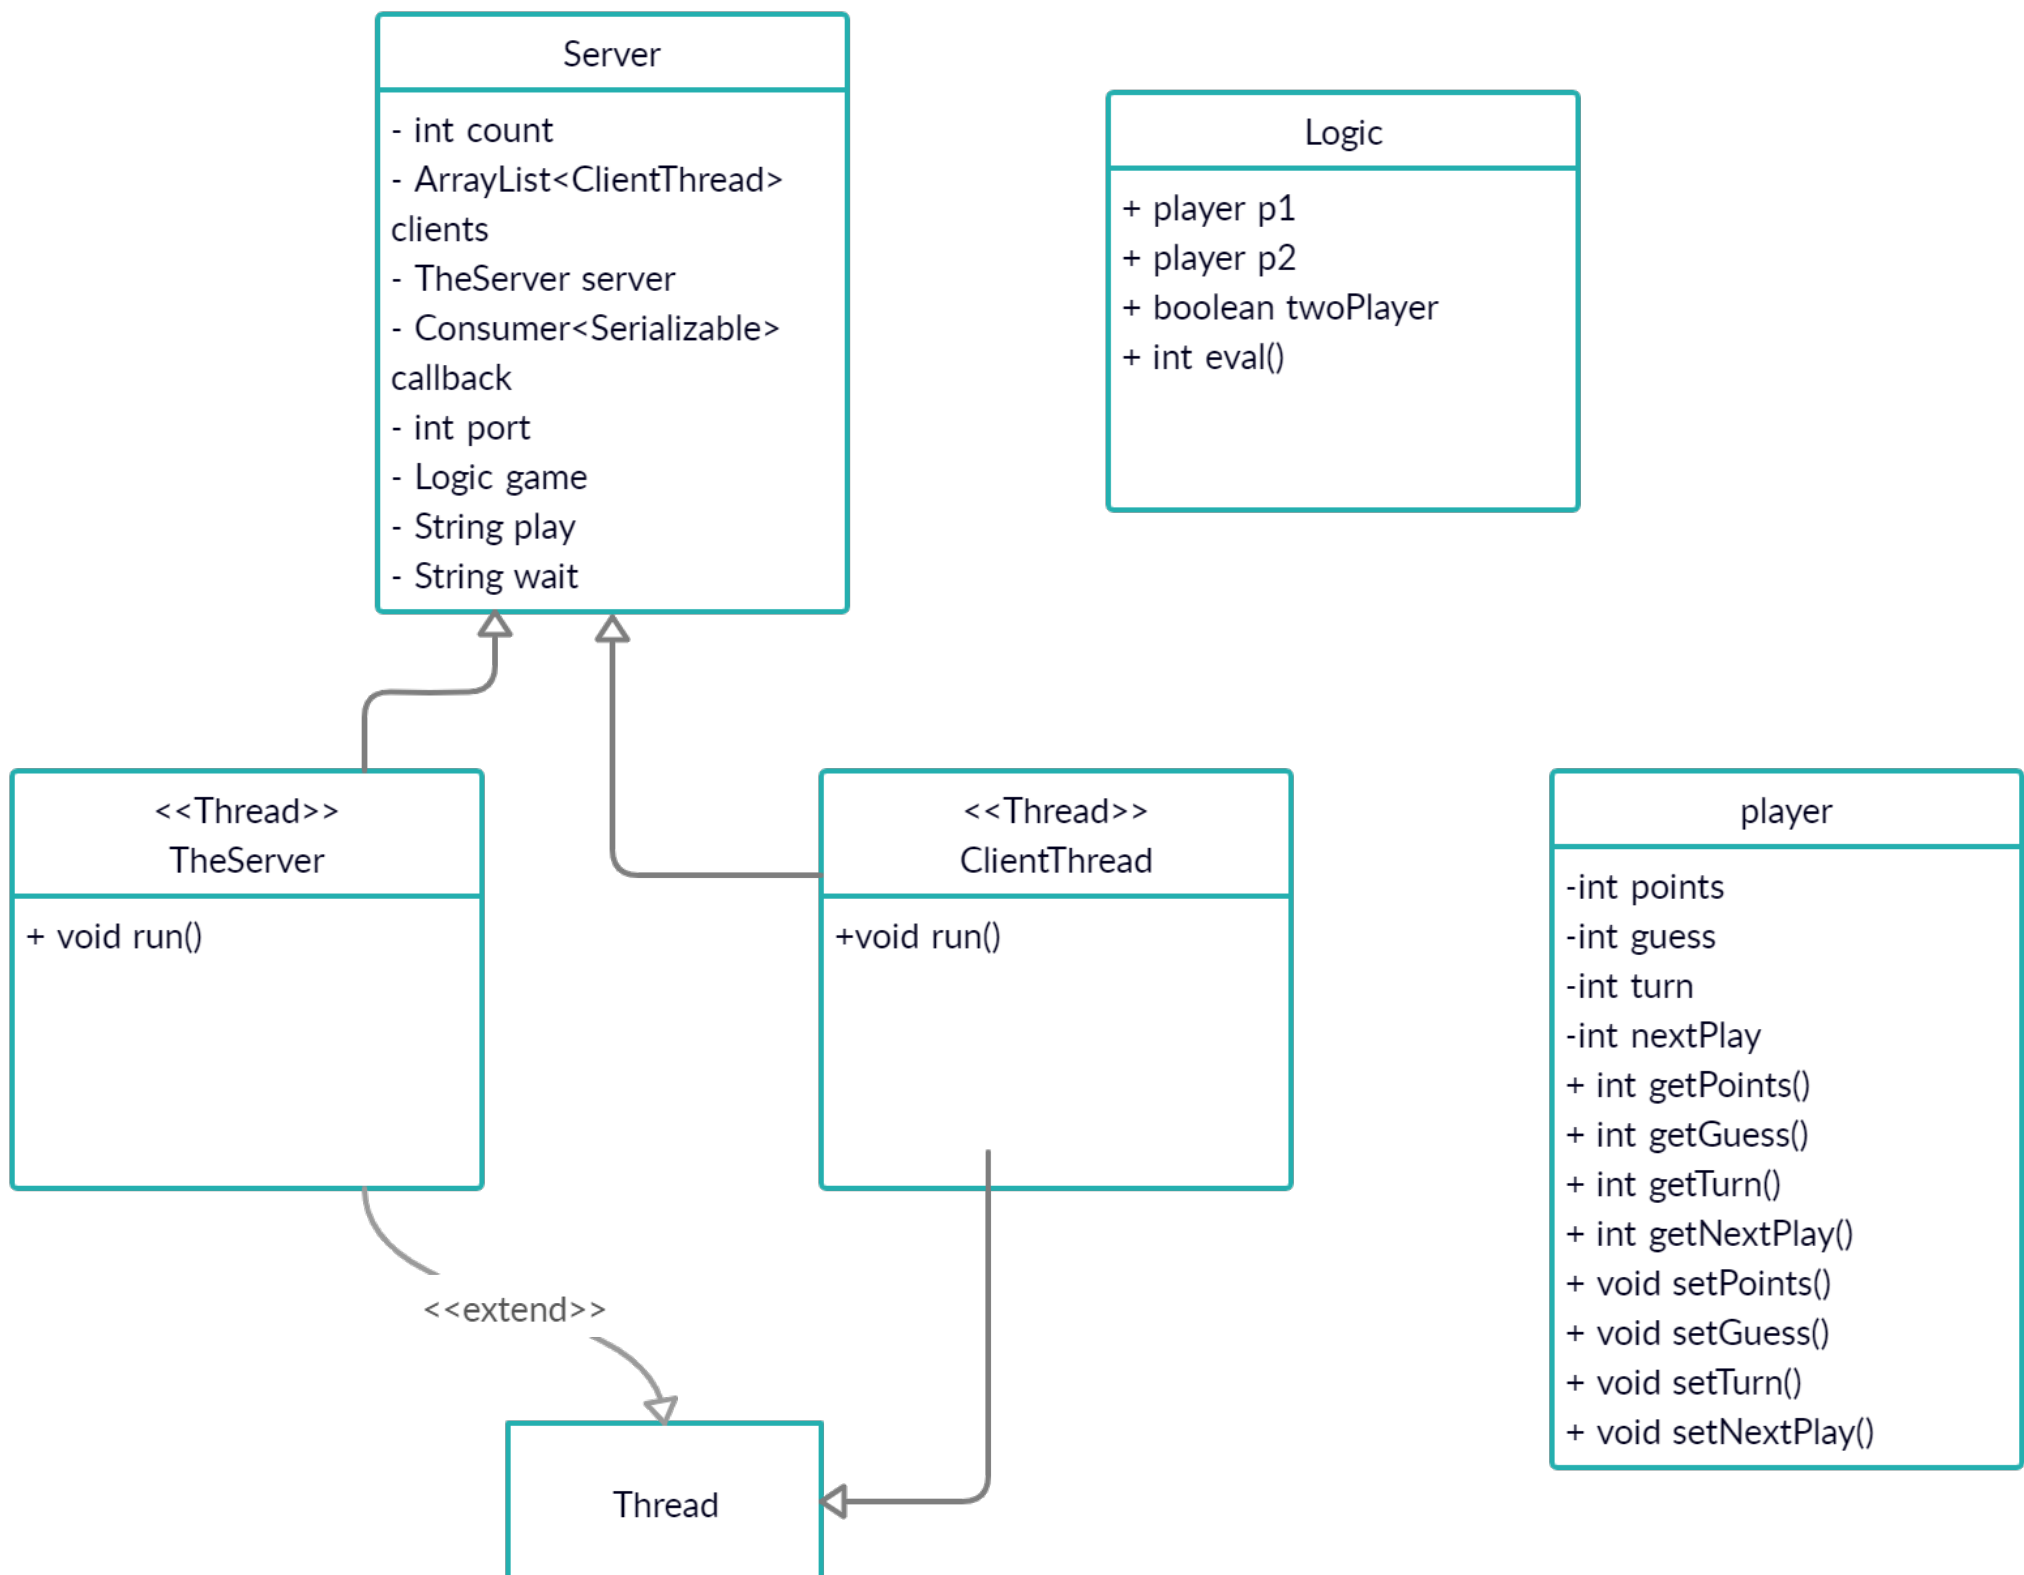 Server
- int count
- ArrayList<ClientThread>
clients
- TheServer server
- Consumer<Serializable>
callback
- int port
- Logic game
- String play
- String wait
Logic
+ player p1
+ player p2
+ boolean twoPlayer
+ int eval()
<<Thread>>
TheServer
+ void run()
<<Thread>>
ClientThread
+void run()
player
-int points
-int guess
-int turn
-int nextPlay
+ int getPoints()
+ int getGuess()
+ int getTurn()
+ int getNextPlay()
+ void setPoints()
+ void setGuess()
+ void setTurn()
+ void setNextPlay()
<<extend>>
Thread